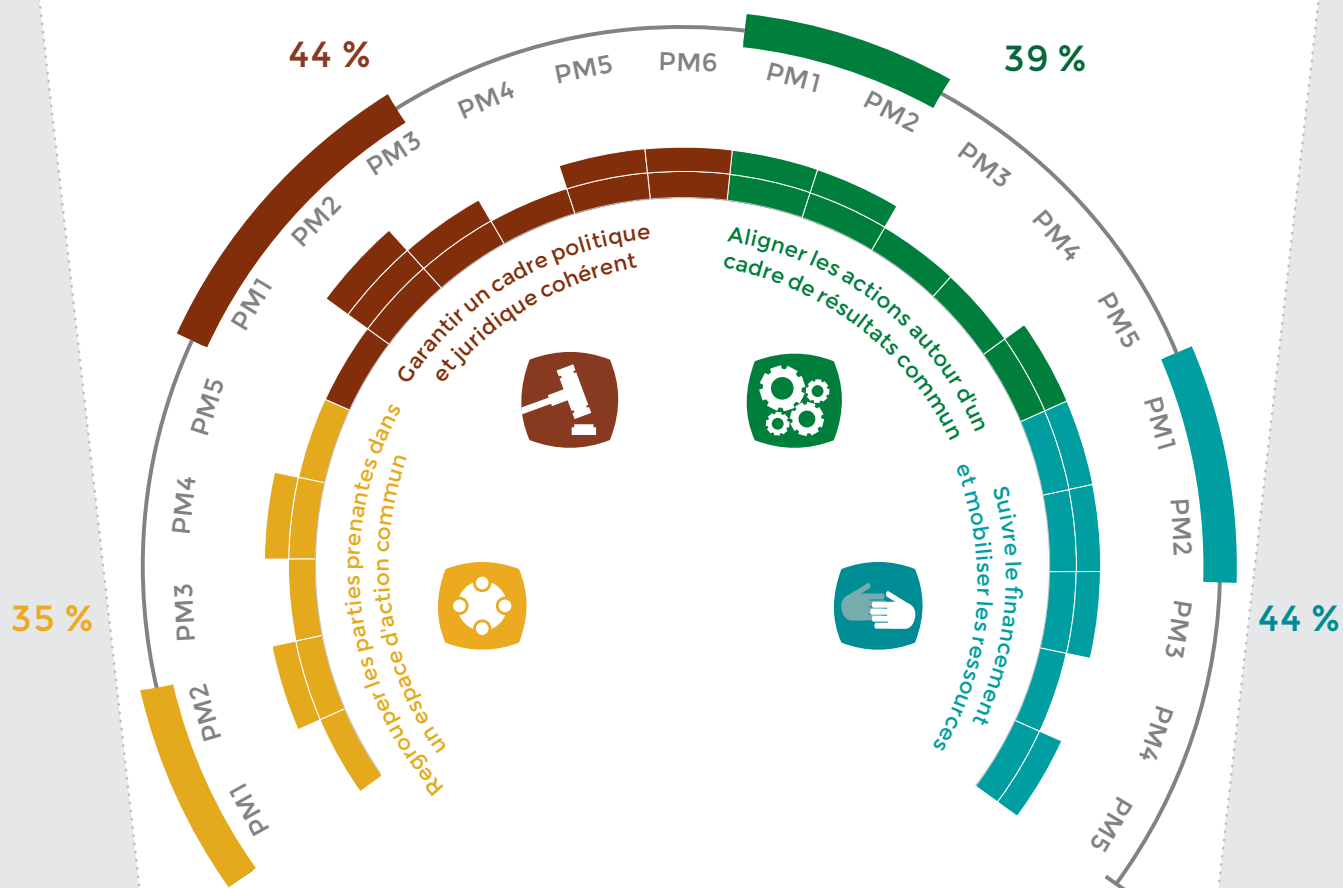 44 %
39 %
35 %
44 %
PM1
PM2
PM3
PM4
PM5
PM1
PM2
PM3
PM4
PM5
PM6
PM1
PM2
PM3
PM4
PM5
PM1
PM2
PM3
PM4
PM5
Regrouper les parties prenantes dans
un espace d'action commun
Garantir un cadre politique
et juridique cohérent
Aligner les actions autour d'un
cadre de résultats commun
Suivre le financement
et mobiliser les ressources